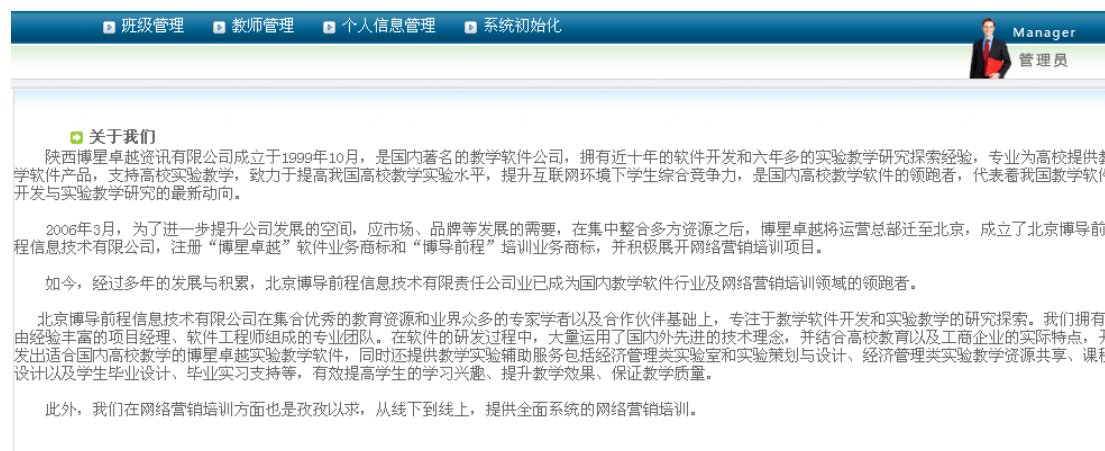 班级管理 教师管理 个人信息管理 系统初始化
Manager
管理员
关于我们
陕西博星卓越资讯有限公司成立于1999年10月，是国内著名的教学软件公司，拥有近十年的软件开发和六年多的实验教学研究探索经验，专业为高校提供
学软件产品，支持高校实验教学，致力于提高我国高校教学实验水平，提升互联网环境下学生综合竞争力，是国内高校教学软件的领跑者，代表着我国教学软
开发与实验教学研究的最新动向。
2006年3月，为了进一步提升公司发展的空间，应市场、品牌等发展的需要，在集中整合多方资源之后，博星卓越将运营总部迁至北京，成立了北京博导前
程信息技术有限公司，注册“博星卓越”软件业务商标和“博导前程”培训业务商标，并积极展开网络营销培训项目。
如今，经过多年的发展与积累，北京博导前程信息技术有限责任公司业已成为国内教学软件行业及网络营销培训领域的领跑者。
北京博导前程信息技术有限公司在集合优秀的教育资源和业界众多的专家学者以及合作伙伴基础上，专注于教学软件开发和实验教学的研究探索。我们拥有
由经验丰富的项目经理、软件工程师组成的专业团队。在软件的研发过程中，大量运用了国内外先进的技术理念，并结合高校教育以及工商企业的实际特点，
发出适合国内高校教学的博星卓越实验教学软件，同时还提供教学实验辅助服务包括经济管理类实验室和实验策划与设计、经济管理类实验教学资源共享、课
设计以及学生毕业设计、毕业实习支持等，有效提高学生的学习兴趣、提升教学效果、保证教学质量。
此外，我们在网络营销培训方面也是孜孜以求，从线下到线上，提供全面系统的网络营销培训。